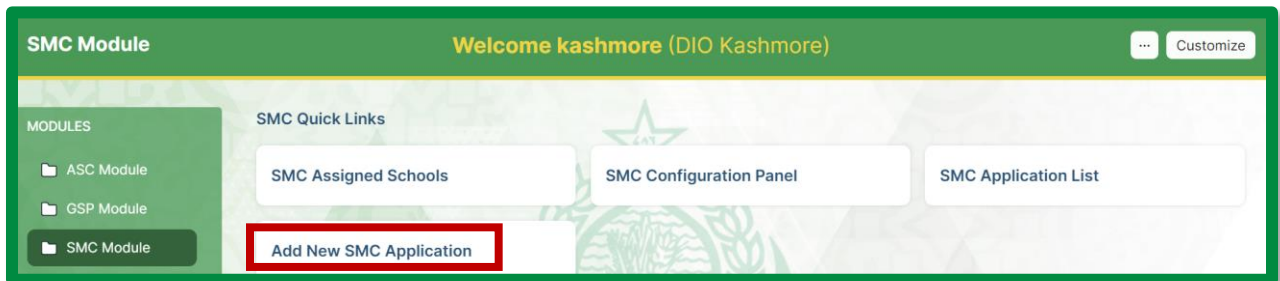 SMC Module
Welcome kashmore (DIO Kashmore)
... Customize
MODULES
ASC Module
GSP Module
SMC Module
SMC Quick Links
SMC Assigned Schools
SMC Configuration Panel
SMC Application List
Add New SMC Application